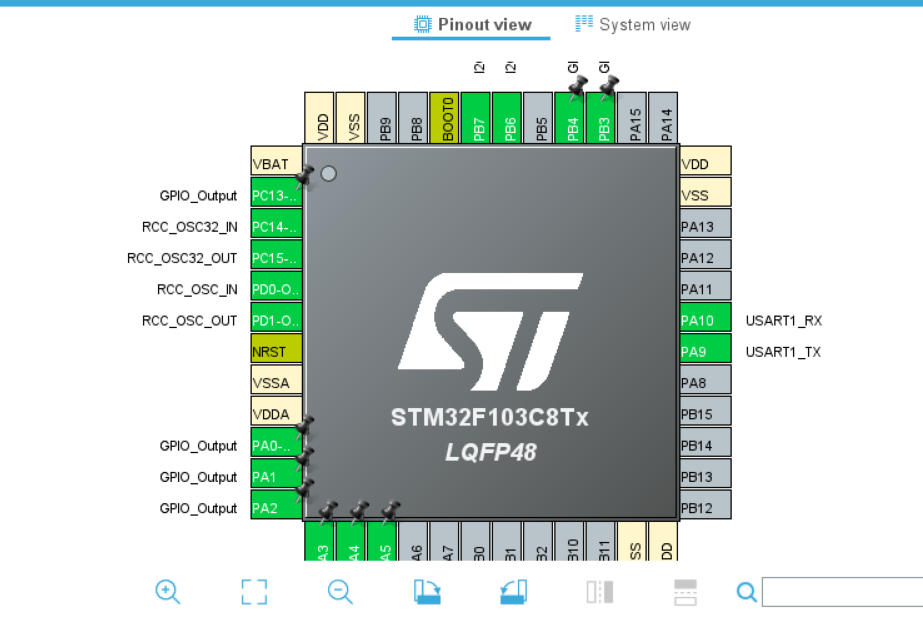 Pinout view
System view
I2 I2 GI GI
VDD VSS PB9 PB8 BOOT0 PB7 PB6 PB5 PB4 PB3 PA15 PA14
VBAT
VDD
GPIO_Output PC13-..
VSS
RCC_OSC32_IN PC14-..
PA13
RCC_OSC32_OUT PC15-..
PA12
RCC_OSC_IN PD0-O..
PA11
RCC_OSC_OUT PD1-O..
PA10 USART1_RX
NRST
PA9 USART1_TX
VSSA
PA8
VDDA
PB15
STM32F103C8Tx
GPIO_Output PA0-..
PB14
LQFP48
GPIO_Output PA1
PB13
GPIO_Output PA2
PB12
A3 A4 A5 A6 A7 B0 B1 B2 B10 B11 SS DD